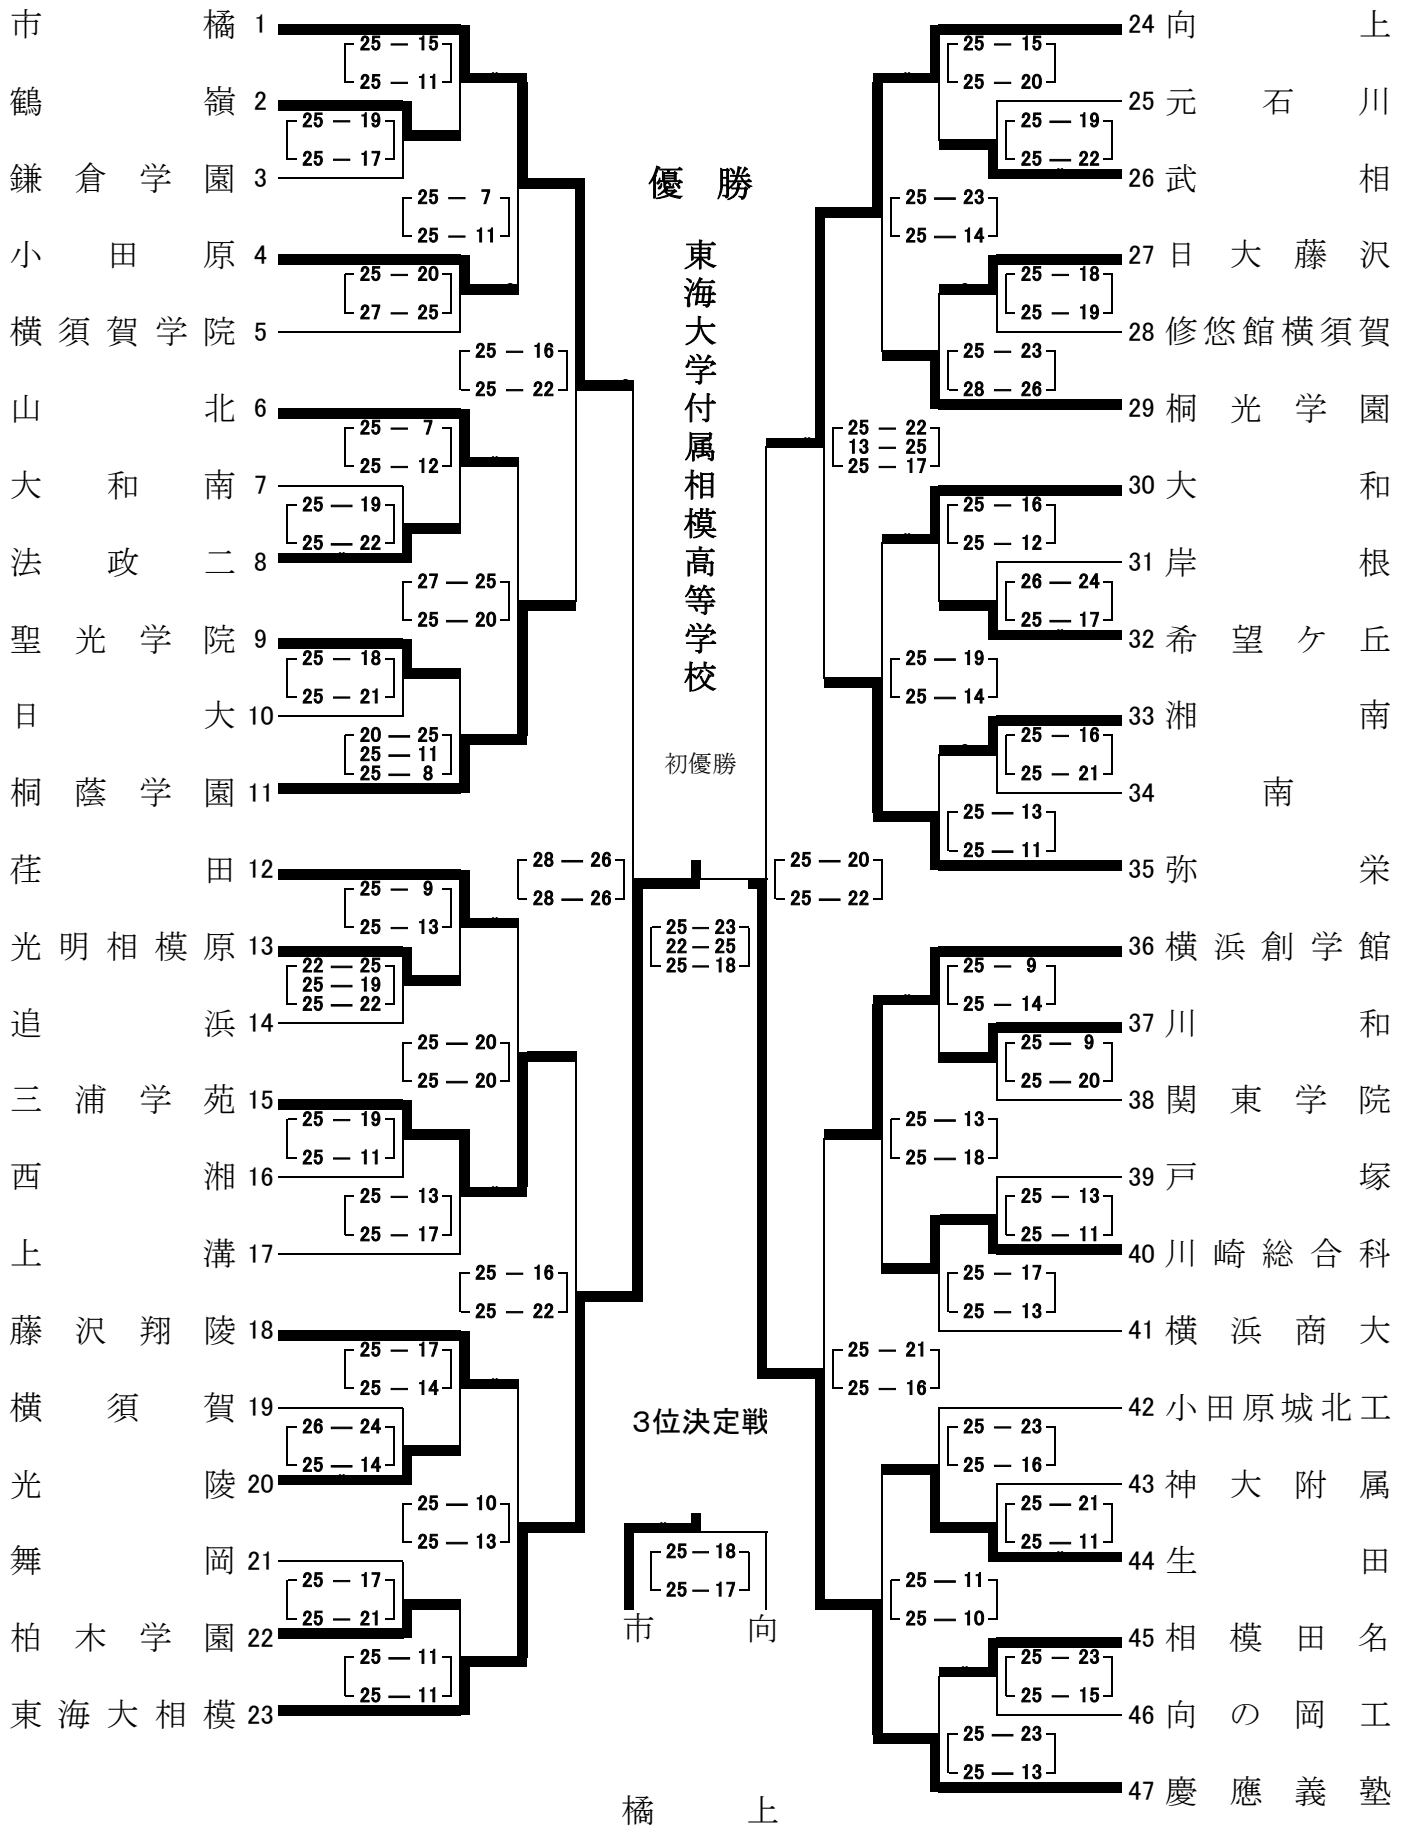 市橘 1
25 ― 15
25 ― 11
鶴嶺 2
25 ― 19
25 ― 17
鎌倉学園 3
25 ― 7
25 ― 11
小田原 4
25 ― 20
27 ― 25
横須賀学院 5
25 ― 16
25 ― 22
山北 6
25 ― 7
25 ― 12
大和南 7
25 ― 19
25 ― 22
法政二 8
27 ― 25
25 ― 20
聖光学院 9
25 ― 18
25 ― 21
日大 10
20 ― 25
25 ― 11
25 ― 8
桐蔭学園 11
28 ― 26
28 ― 26
荏田 12
25 ― 9
25 ― 13
光明相模原 13
22 ― 25
25 ― 19
25 ― 22
追浜 14
25 ― 20
25 ― 20
三浦学苑 15
25 ― 19
25 ― 11
西湘 16
25 ― 13
25 ― 17
上溝 17
25 ― 16
25 ― 22
藤沢翔陵 18
25 ― 17
25 ― 14
横須賀 19
26 ― 24
25 ― 14
光陵 20
25 ― 10
25 ― 13
舞岡 21
25 ― 17
25 ― 21
柏木学園 22
25 ― 11
25 ― 11
東海大相模 23
優勝
東海大学付属相模高等学校
初優勝
25 ― 23
22 ― 25
25 ― 18
3位決定戦
25 ― 18
25 ― 17
市橘
向上
24 向上
25 ― 15
25 ― 20
25 元石川
25 ― 19
25 ― 22
26 武相
25 ― 23
25 ― 14
27 日大藤沢
25 ― 18
25 ― 19
28 修悠館横須賀
25 ― 23
28 ― 26
29 桐光学園
25 ― 22
13 ― 25
25 ― 17
30 大和
25 ― 16
25 ― 12
31 岸根
26 ― 24
25 ― 17
32 希望ケ丘
25 ― 19
25 ― 14
33 湘南
25 ― 16
25 ― 21
34 南
25 ― 13
25 ― 11
35 弥栄
25 ― 20
25 ― 22
36 横浜創学館
25 ― 9
25 ― 14
37 川和
25 ― 9
25 ― 20
38 関東学院
25 ― 13
25 ― 18
39 戸塚
25 ― 13
25 ― 11
40 川崎総合科
25 ― 17
25 ― 13
41 横浜商大
25 ― 21
25 ― 16
42 小田原城北工
25 ― 23
25 ― 16
43 神大附属
25 ― 21
25 ― 11
44 生田
25 ― 11
25 ― 10
45 相模田名
25 ― 23
25 ― 15
46 向の岡工
25 ― 23
25 ― 13
47 慶應義塾